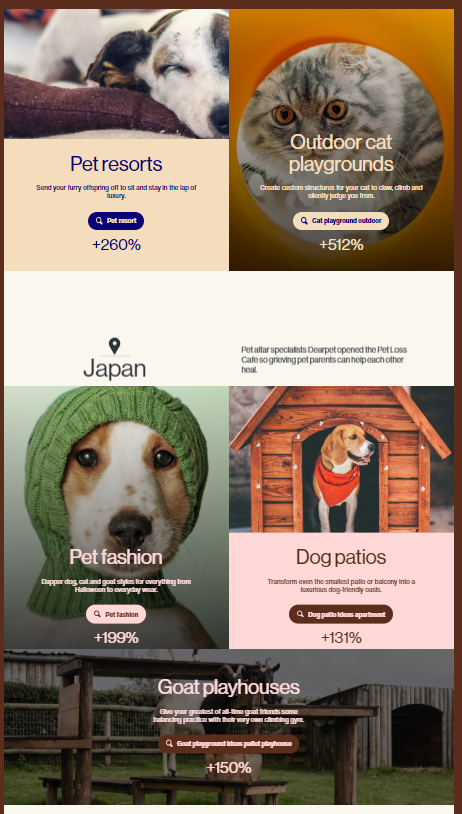 Pet resorts
Send your furry offspring off to sit and stay in the lap of
luxury.
Pet resort
+260%
Outdoor cat
playgrounds
Create custom structures for your cat to claw, climb and
silently judge you from.
Cat playground outdoor
+512%
Japan
Pet altar specialists Dearpet opened the Pet Loss
Cafe so grieving pet parents can help each other
heal.
Pet fashion
Dapper dog, cat and goat styles for everything from
Halloween to everyday wear.
Pet fashion
+199%
Dog patios
Transform even the smallest patio or balcony into a
luxurious dog-friendly oasis.
Dog patio ideas apartment
+131%
Goat playhouses
Give your greatest of all-time goat friends some
balancing practice with their very own climbing gym.
Goat playground ideas pallet playhouse
+150%